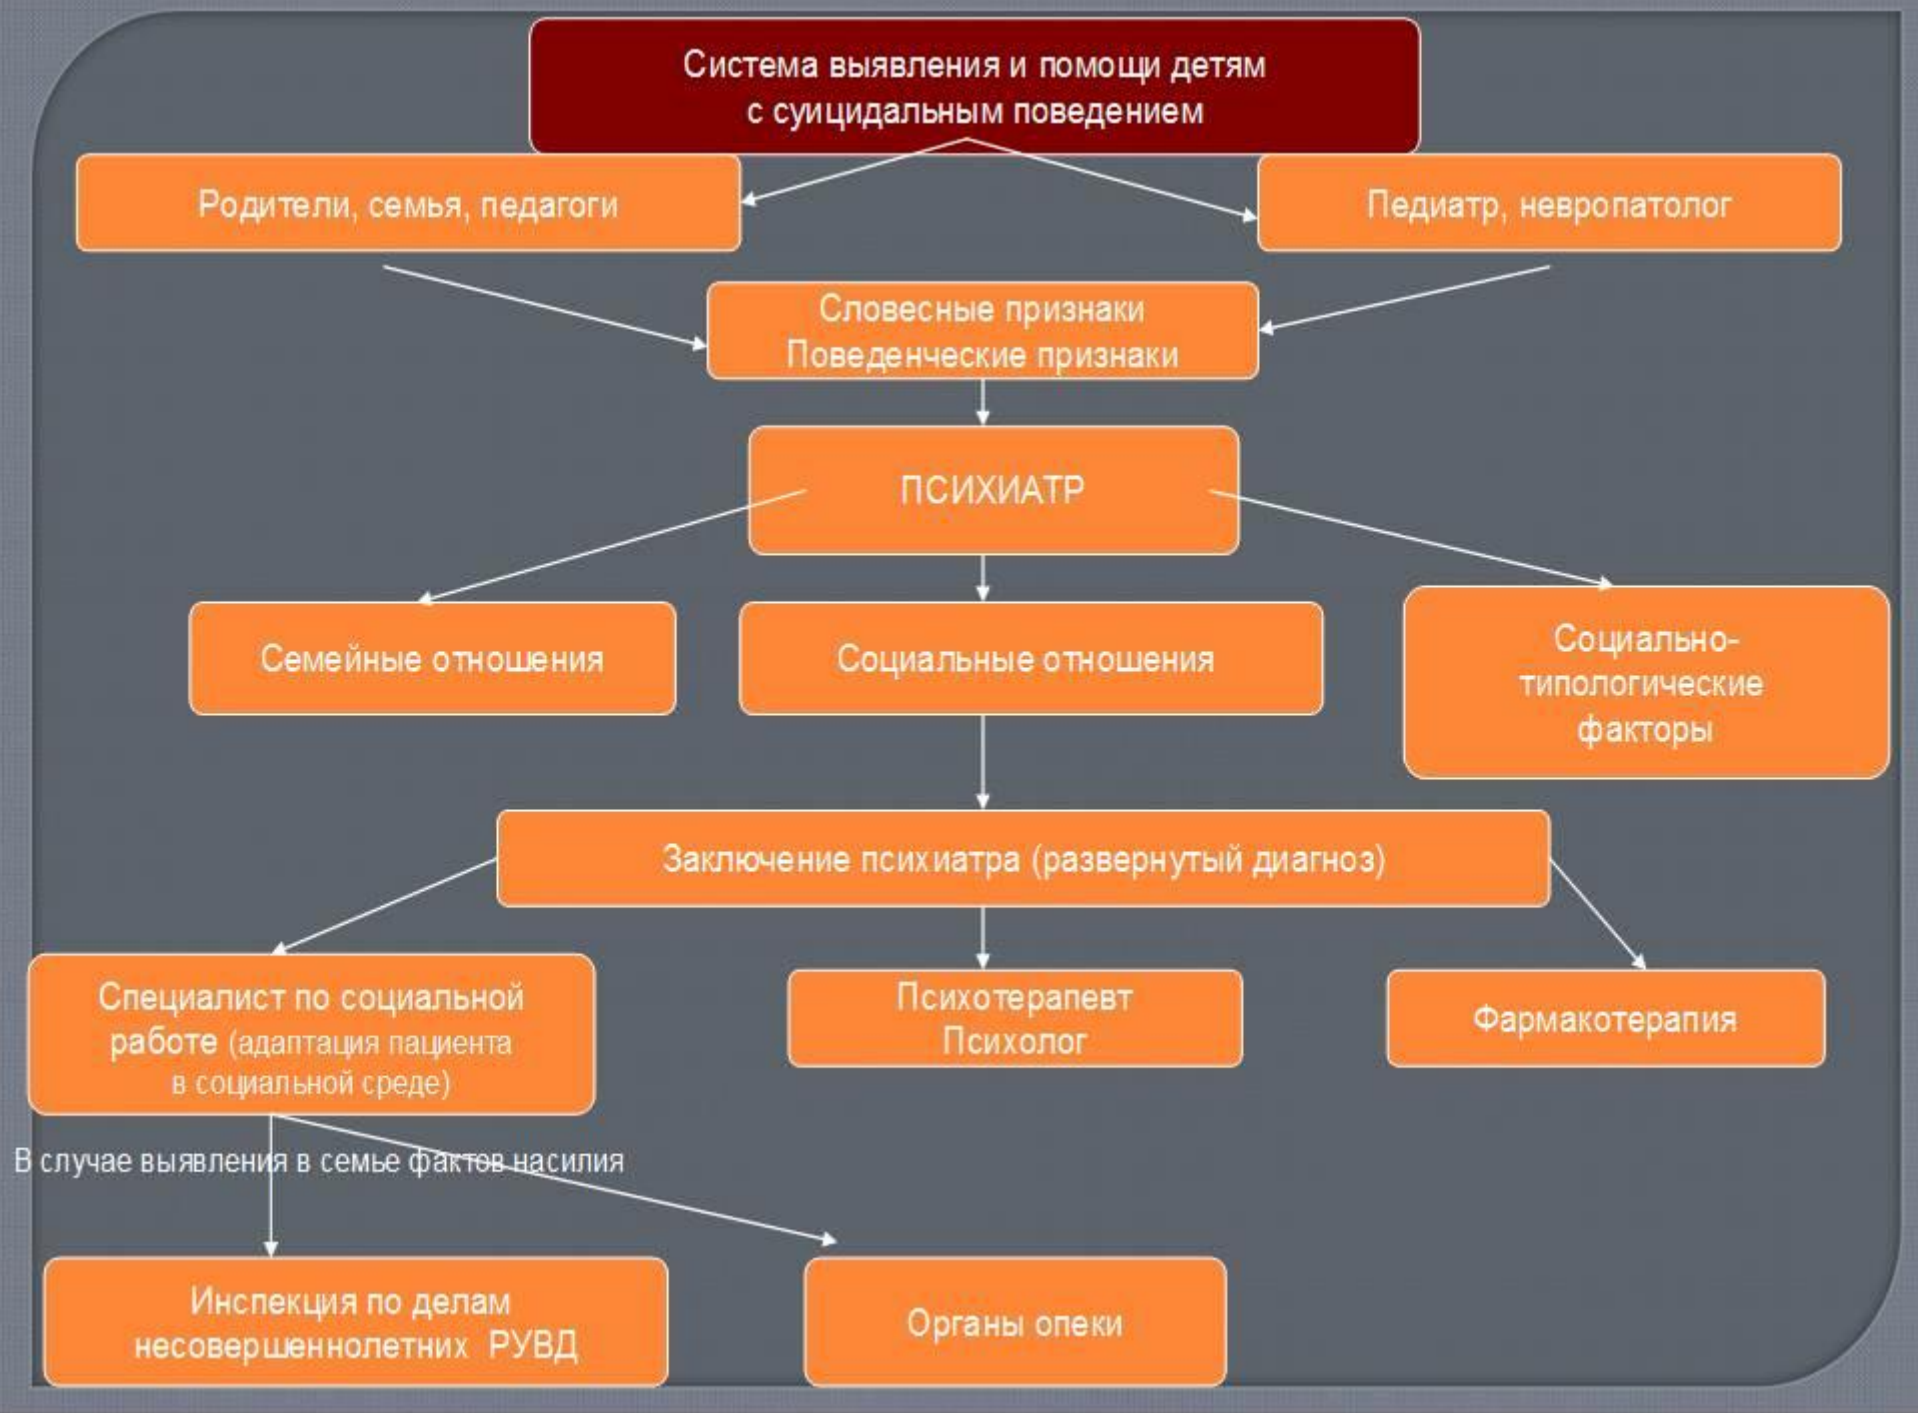 Система выявления и помощи детям
с суицидальным поведением
Родители, семья, педагоги
Педиатр, невропатолог
Словесные признаки
Поведенческие признаки
ПСИХИАТР
Семейные отношения
Социальные отношения
Социально-
типологические
факторы
Заключение психиатра (развернутый диагноз)
Специалист по социальной
работе (адаптация пациента
в социальной среде)
Психотерапевт
Психолог
Фармакотерапия
В случае выявления в семье фактов насилия
Инспекция по делам
несовершеннолетних РУВД
Органы опеки